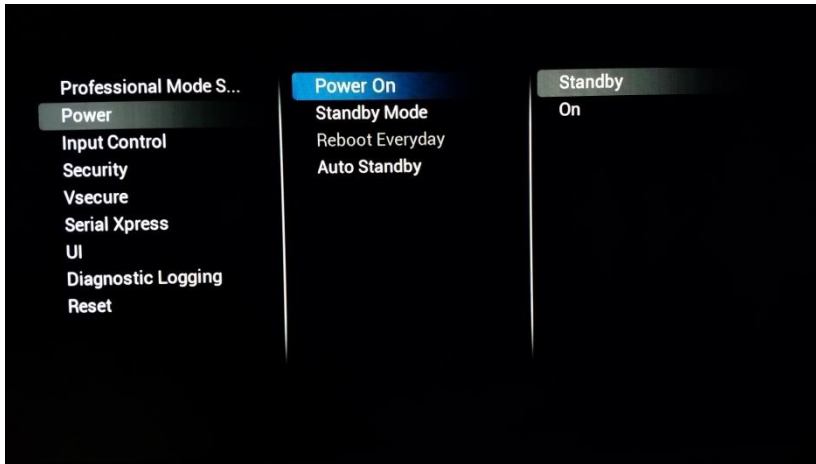 Professional Mode S...
Power
Input Control
Security
Vsecure
Serial Xpress
UI
Diagnostic Logging
Reset
Power On
Standby Mode
Reboot Everyday
Auto Standby
Standby
On